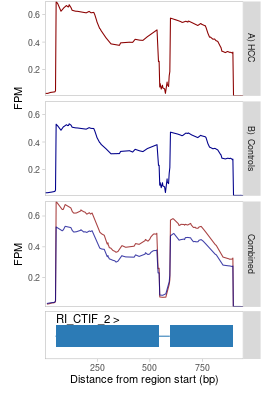 0.6
0.4
0.2
FPM
A) HCC
0.6
0.4
0.2
B): Controls
0.6
0.4
0.2
FPM
Combined
RI_CTIF_2 >
250
500
750
Distance from region start (bp)